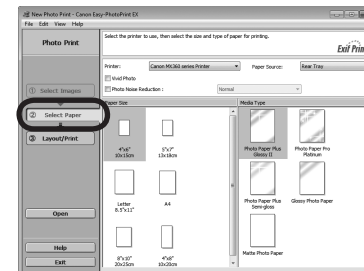 New Photo Print - Canon Easy-PhotoPrint EX
File Edit View Help
Photo Print
Select the printer to use, then select the size and type of paper for printing.
Exif Prin
Printer: Canon MX360 series Printer Paper Source: Rear Tray
Vivid Photo
Photo Noise Reduction : Normal
① Select Images
② Select Paper
③ Layout/Print
Open
Help
Exit
Paper Size
4"x6"
10x15cm
5"x7"
13x18cm
Letter
8.5"x11"
A4
8"x10"
20x25cm
4"x8"
10x20cm
Media Type
Photo Paper Plus
Glossy II
Photo Paper Pro
Platinum
Photo Paper Plus
Semi-gloss
Glossy Photo Paper
Matte Photo Paper